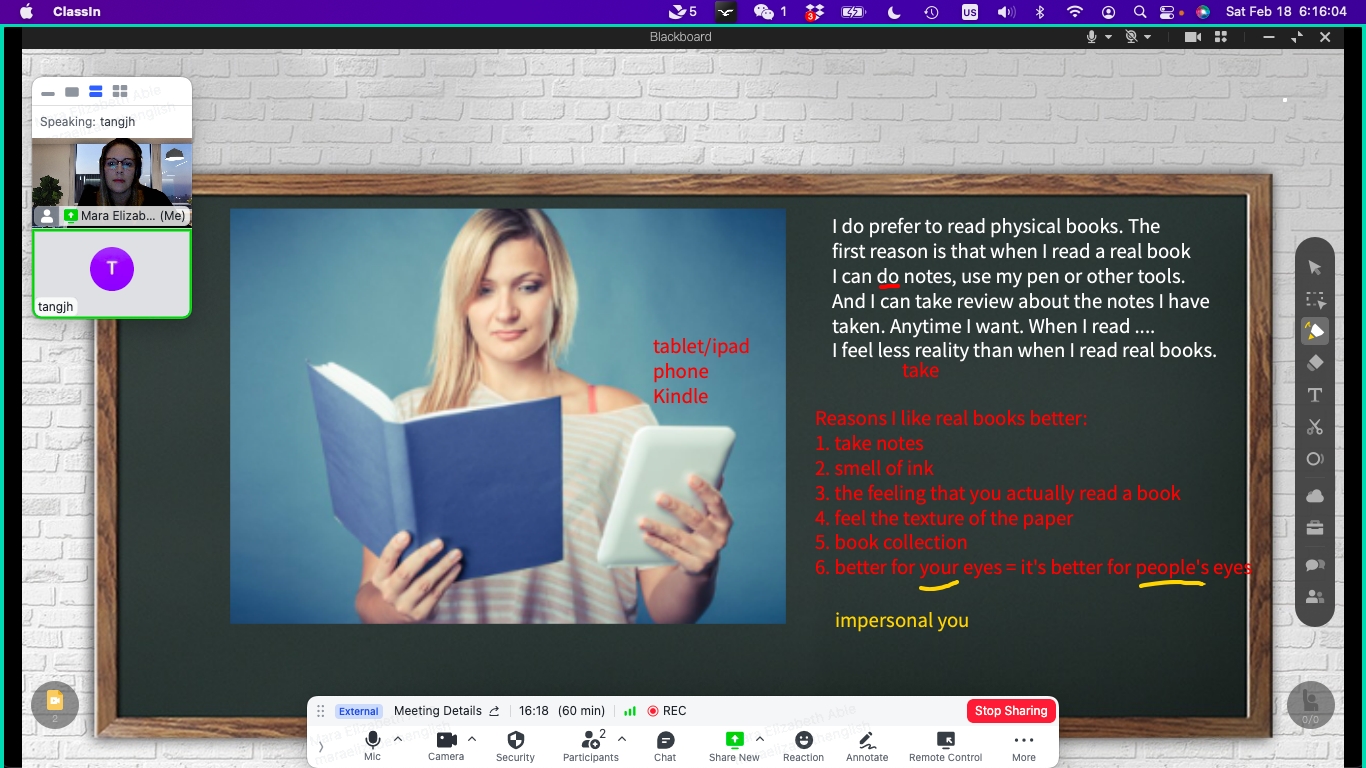 ClassIn
5
1
3
US
Sat Feb 18 6:16:04
Blackboard
Speaking: tangjh
Mara Elizab... (Me)
T
tangjh
I do prefer to read physical books. The
first reason is that when I read a real book
I can do notes, use my pen or other tools.
And I can take review about the notes I have
taken. Anytime I want. When I read ....
I feel less reality than when I read real books.
take
tablet/ipad
phone
Kindle
Reasons I like real books better:
1. take notes
2. smell of ink
3. the feeling that you actually read a book
4. feel the texture of the paper
5. book collection
6. better for your eyes = it's better for people's eyes
impersonal you
T
2
0/0
External
Meeting Details
16:18 (60 min)
REC
Stop Sharing
Mic
Camera
Security
2
Participants
Chat
Share New
Reaction
Annotate
Remote Control
More